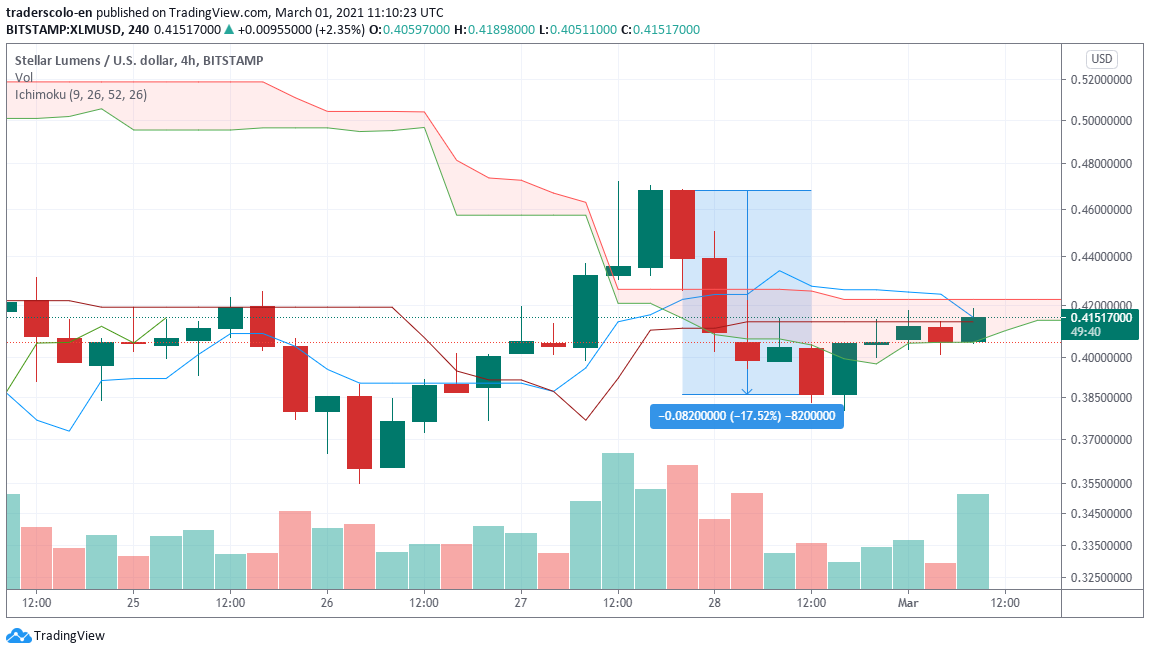 traderscolo-en published on TradingView.com, March 01, 2021 11:10:23 UTC
BITSTAMP:XLMUSD, 240 0.41517000 ▲ +0.00955000 (+2.35%) O:0.40597000 H:0.41898000 L:0.40511000 C:0.41517000
Stellar Lumens / U.S. dollar, 4h, BITSTAMP
Vol
Ichimoku (9, 26, 52, 26)
USD
0.52000000
0.50000000
0.48000000
0.46000000
0.44000000
0.42000000
0.41517000
49:40
0.40000000
0.38500000
0.37000000
0.35500000
0.34500000
0.33500000
0.32500000
−0.08200000 (−17.52%) −8200000
12:00 25 12:00 26 12:00 27 12:00 28 12:00 Mar 12:00
TradingView